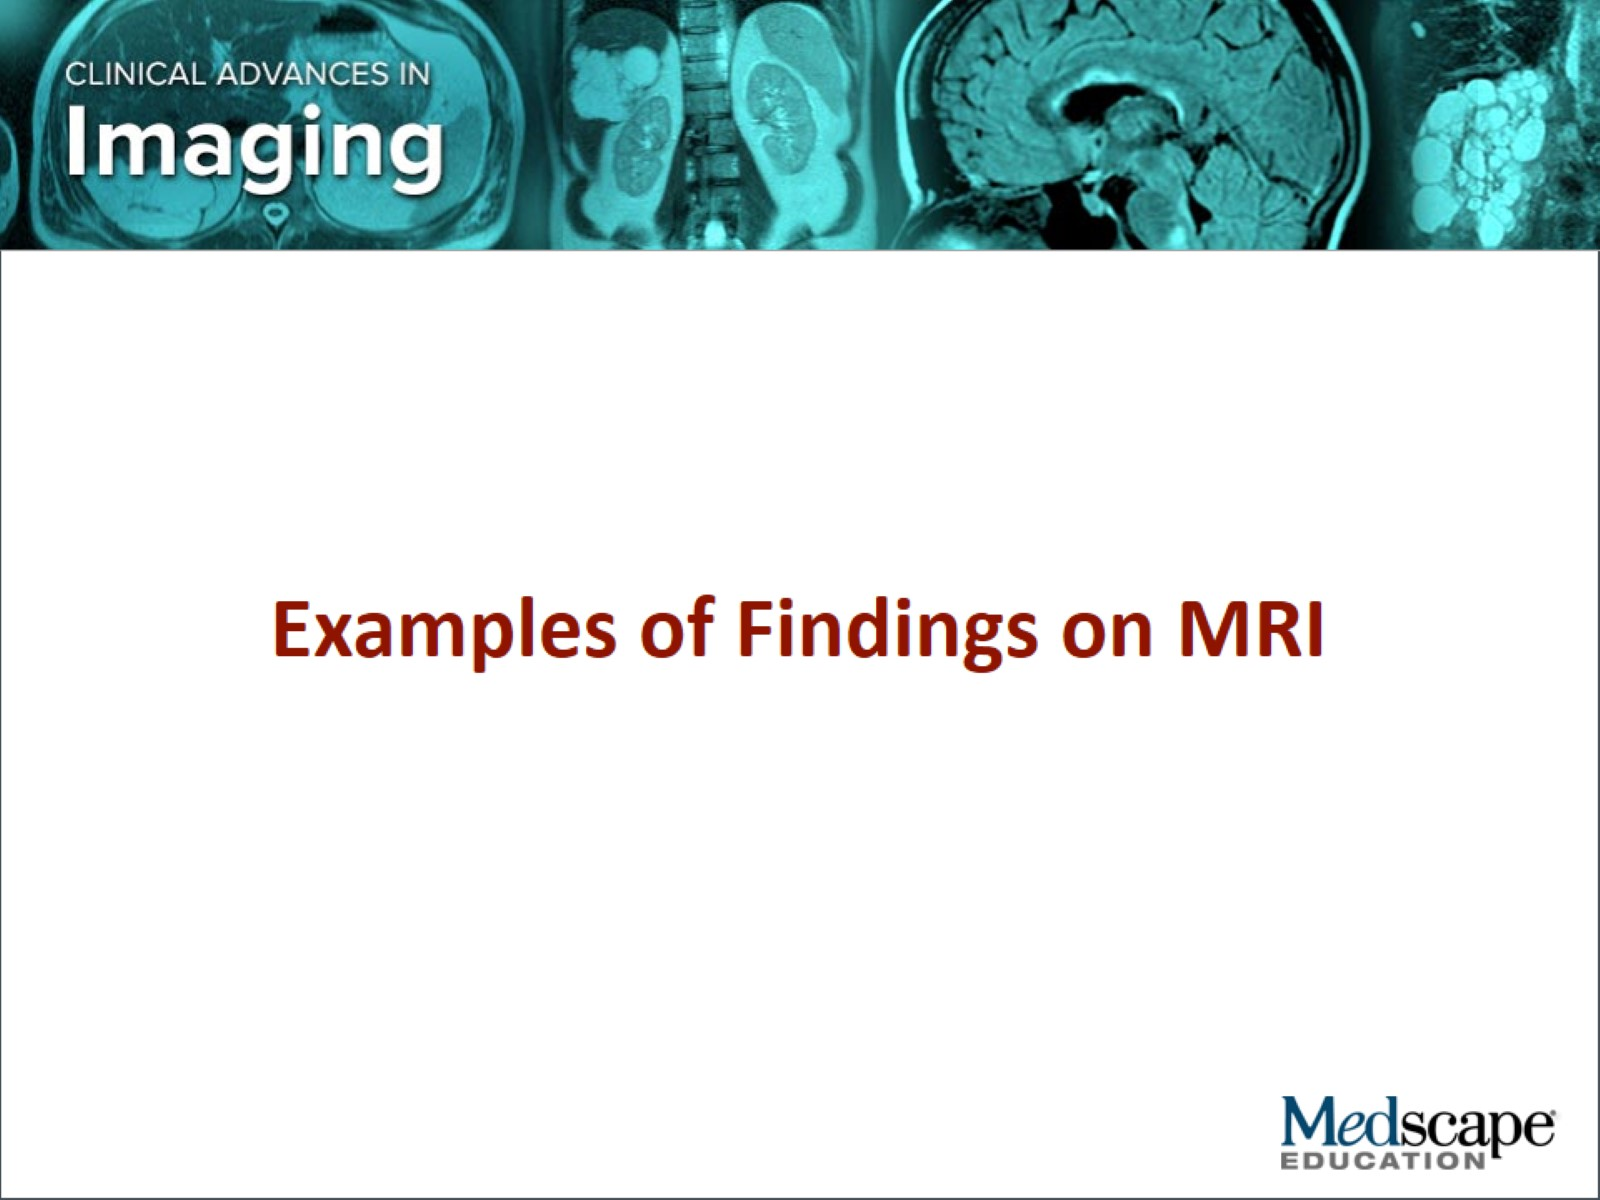 CLINICAL ADVANCES IN
Imaging
Examples of Findings on MRI
Medscape®
EDUCATION